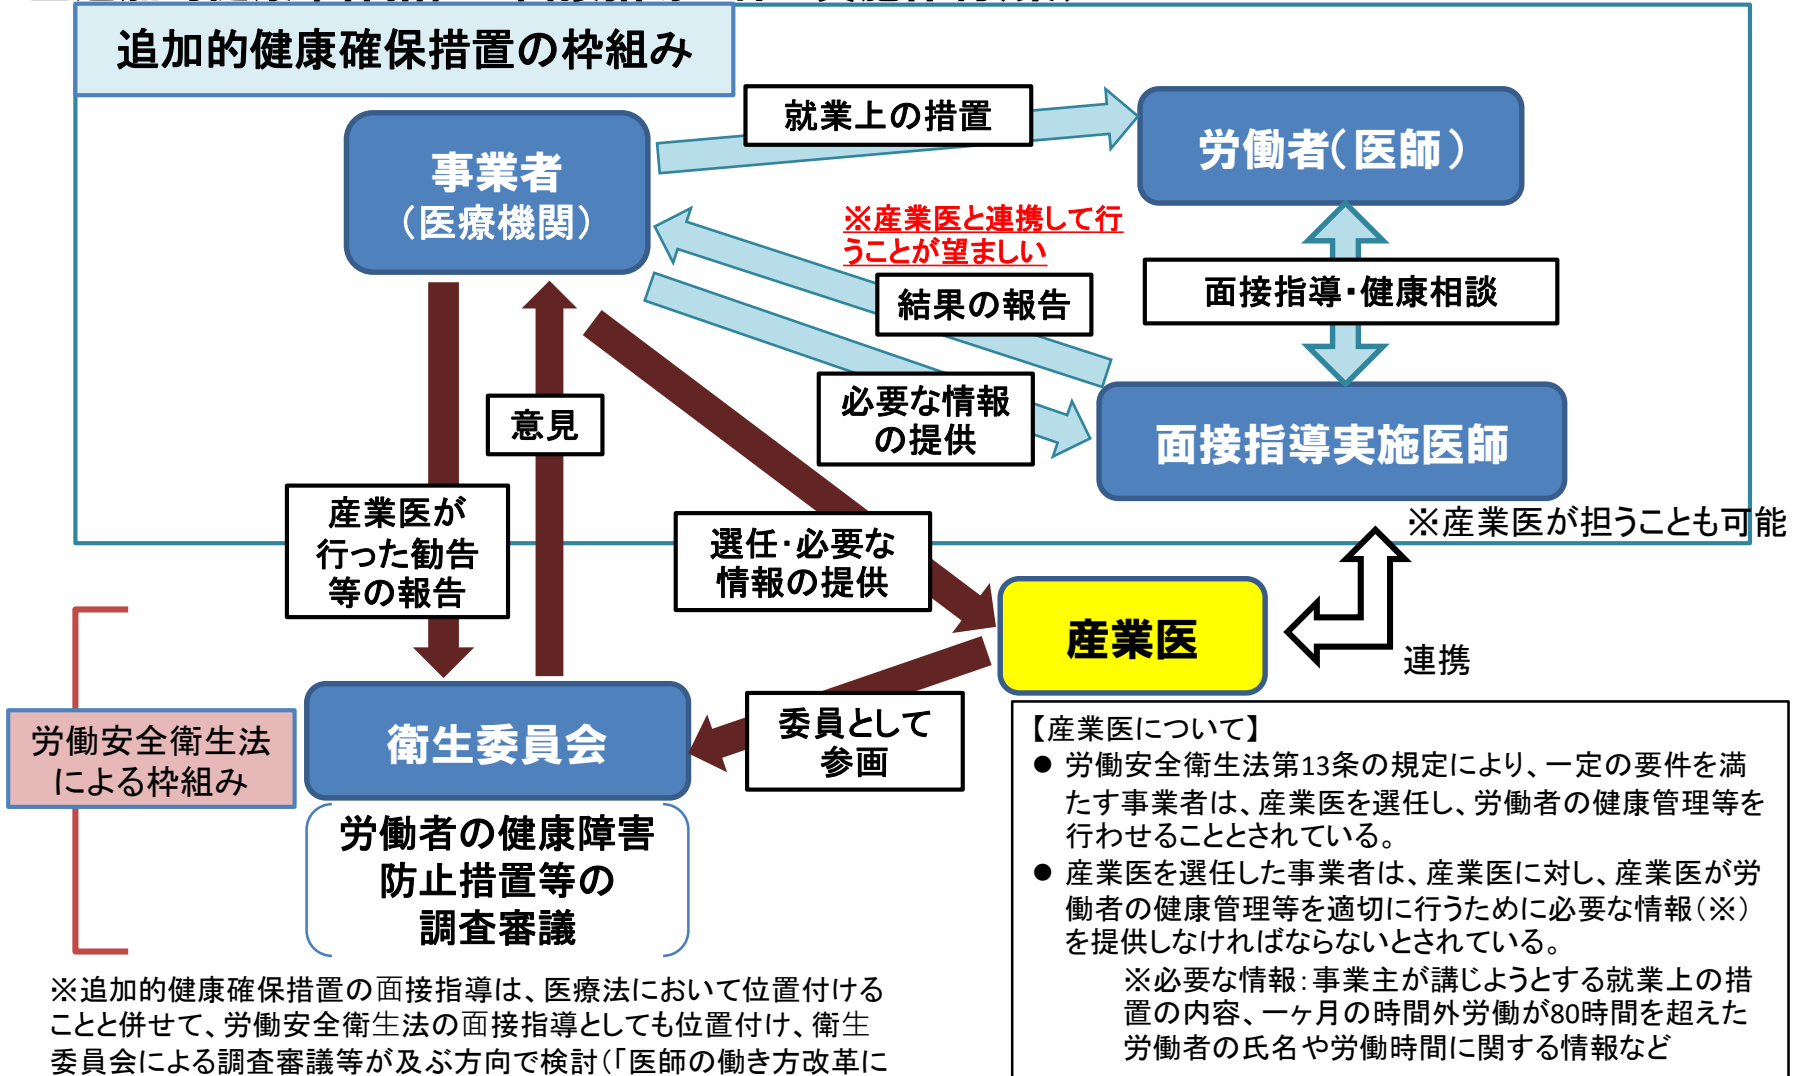 追加的健康確保措置の枠組み
就業上の措置
労働者(医師)
事業者
(医療機関)
※産業医と連携して行
うことが望ましい
結果の報告
面接指導・健康相談
必要な情報
の提供
意見
面接指導実施医師
※産業医が担うことも可能
産業医が
行った勧告
等の報告
選任・必要な
情報の提供
産業医
連携
労働安全衛生法
による枠組み
衛生委員会
委員として
参画
労働者の健康障害
防止措置等の
調査審議
【産業医について】
● 労働安全衛生法第13条の規定により、一定の要件を満
たす事業者は、産業医を選任し、労働者の健康管理等を
行わせることとされている。
● 産業医を選任した事業者は、産業医に対し、産業医が労
働者の健康管理等を適切に行うために必要な情報(※)
を提供しなければならないとされている。
※必要な情報:事業主が講じようとする就業上の措
置の内容、一ヶ月の時間外労働が80時間を超えた
労働者の氏名や労働時間に関する情報など
※追加的健康確保措置の面接指導は、医療法において位置付ける
ことと併せて、労働安全衛生法の面接指導としても位置付け、衛生
委員会による調査審議等が及ぶ方向で検討(「医師の働き方改革に